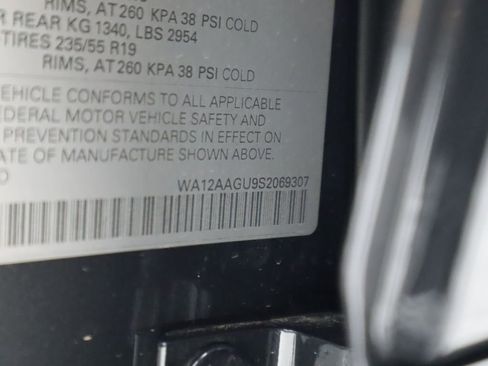 RIMS, AT 260 KPA 38 PSI COLD
REAR KG 1340, LBS 2954
TIRES 235/55 R19
RIMS, AT 260 KPA 38 PSI COLD
VEHICLE CONFORMS TO ALL APPLICABLE
FEDERAL MOTOR VEHICLE SAFETY AND
PREVENTION STANDARDS IN EFFECT ON
DATE OF MANUFACTURE SHOWN ABOVE.
WA12AAGU9S2069307